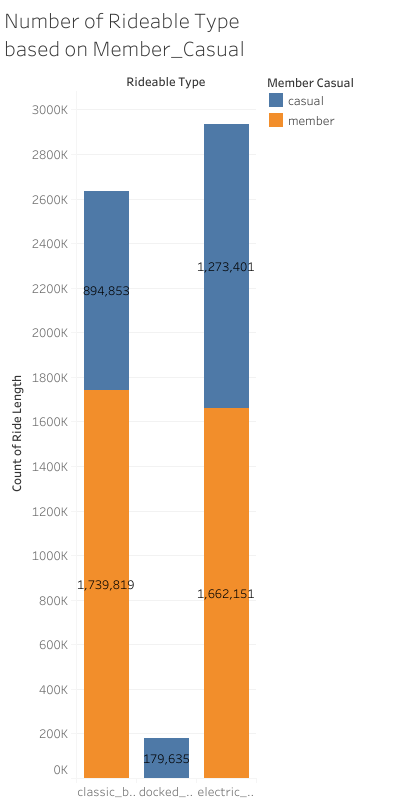 Number of Rideable Type
based on Member_Casual
Rideable Type
Member Casual
casual
member
Count of Ride Length
3000K
2800K
2600K
2400K
2200K
2000K
1800K
1600K
1400K
1200K
1000K
800K
600K
400K
200K
0K
1,273,401
894,853
1,739,819
1,662,151
179,635
classic_b.. docked_.. electric_..